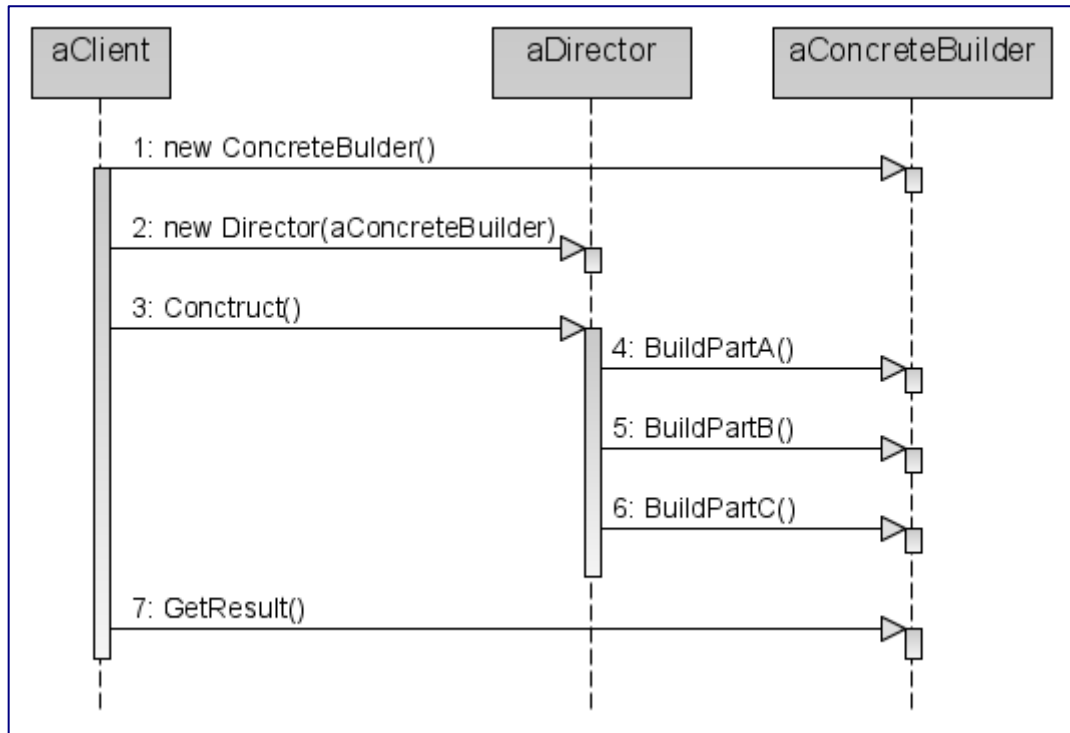 aClient
aDirector
aConcreteBuilder
1: new ConcreteBulder()
2: new Director(aConcreteBuilder)
3: Conctruct()
4: BuildPartA()
5: BuildPartB()
6: BuildPartC()
7: GetResult()